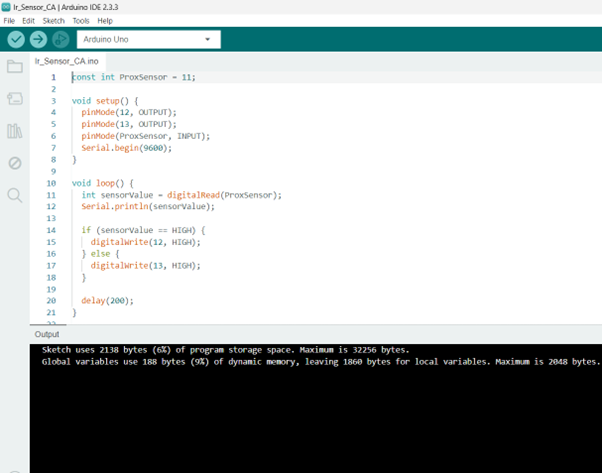 Ir_Sensor_CA | Arduino IDE 2.3.3
File Edit Sketch Tools Help
Arduino Uno
Ir_Sensor_CA.ino
1 const int ProxSensor = 11;
2
3 void setup() {
4 pinMode(12, OUTPUT);
5 pinMode(13, OUTPUT);
6 pinMode(ProxSensor, INPUT);
7 Serial.begin(9600);
8 }
9
10 void loop() {
11 int sensorValue = digitalRead(ProxSensor);
12 Serial.println(sensorValue);
13
14 if (sensorValue == HIGH) {
15 digitalWrite(12, HIGH);
16 } else {
17 digitalWrite(13, HIGH);
18 }
19
20 delay(200);
21 }
22
Output
Sketch uses 2138 bytes (6%) of program storage space. Maximum is 32256 bytes.
Global variables use 188 bytes (9%) of dynamic memory, leaving 1860 bytes for local variables. Maximum is 2048 bytes.